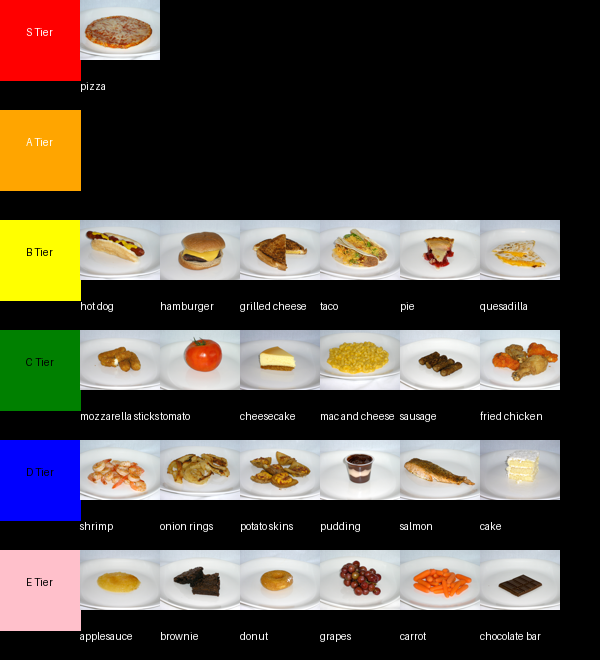 S Tier
pizza
A Tier
B Tier
hot dog hamburger grilled cheese taco pie quesadilla
C Tier
mozzarella sticks tomato cheesecake mac and cheese sausage fried chicken
D Tier
shrimp onion rings potato skins pudding salmon cake
E Tier
applesauce brownie donut grapes carrot chocolate bar